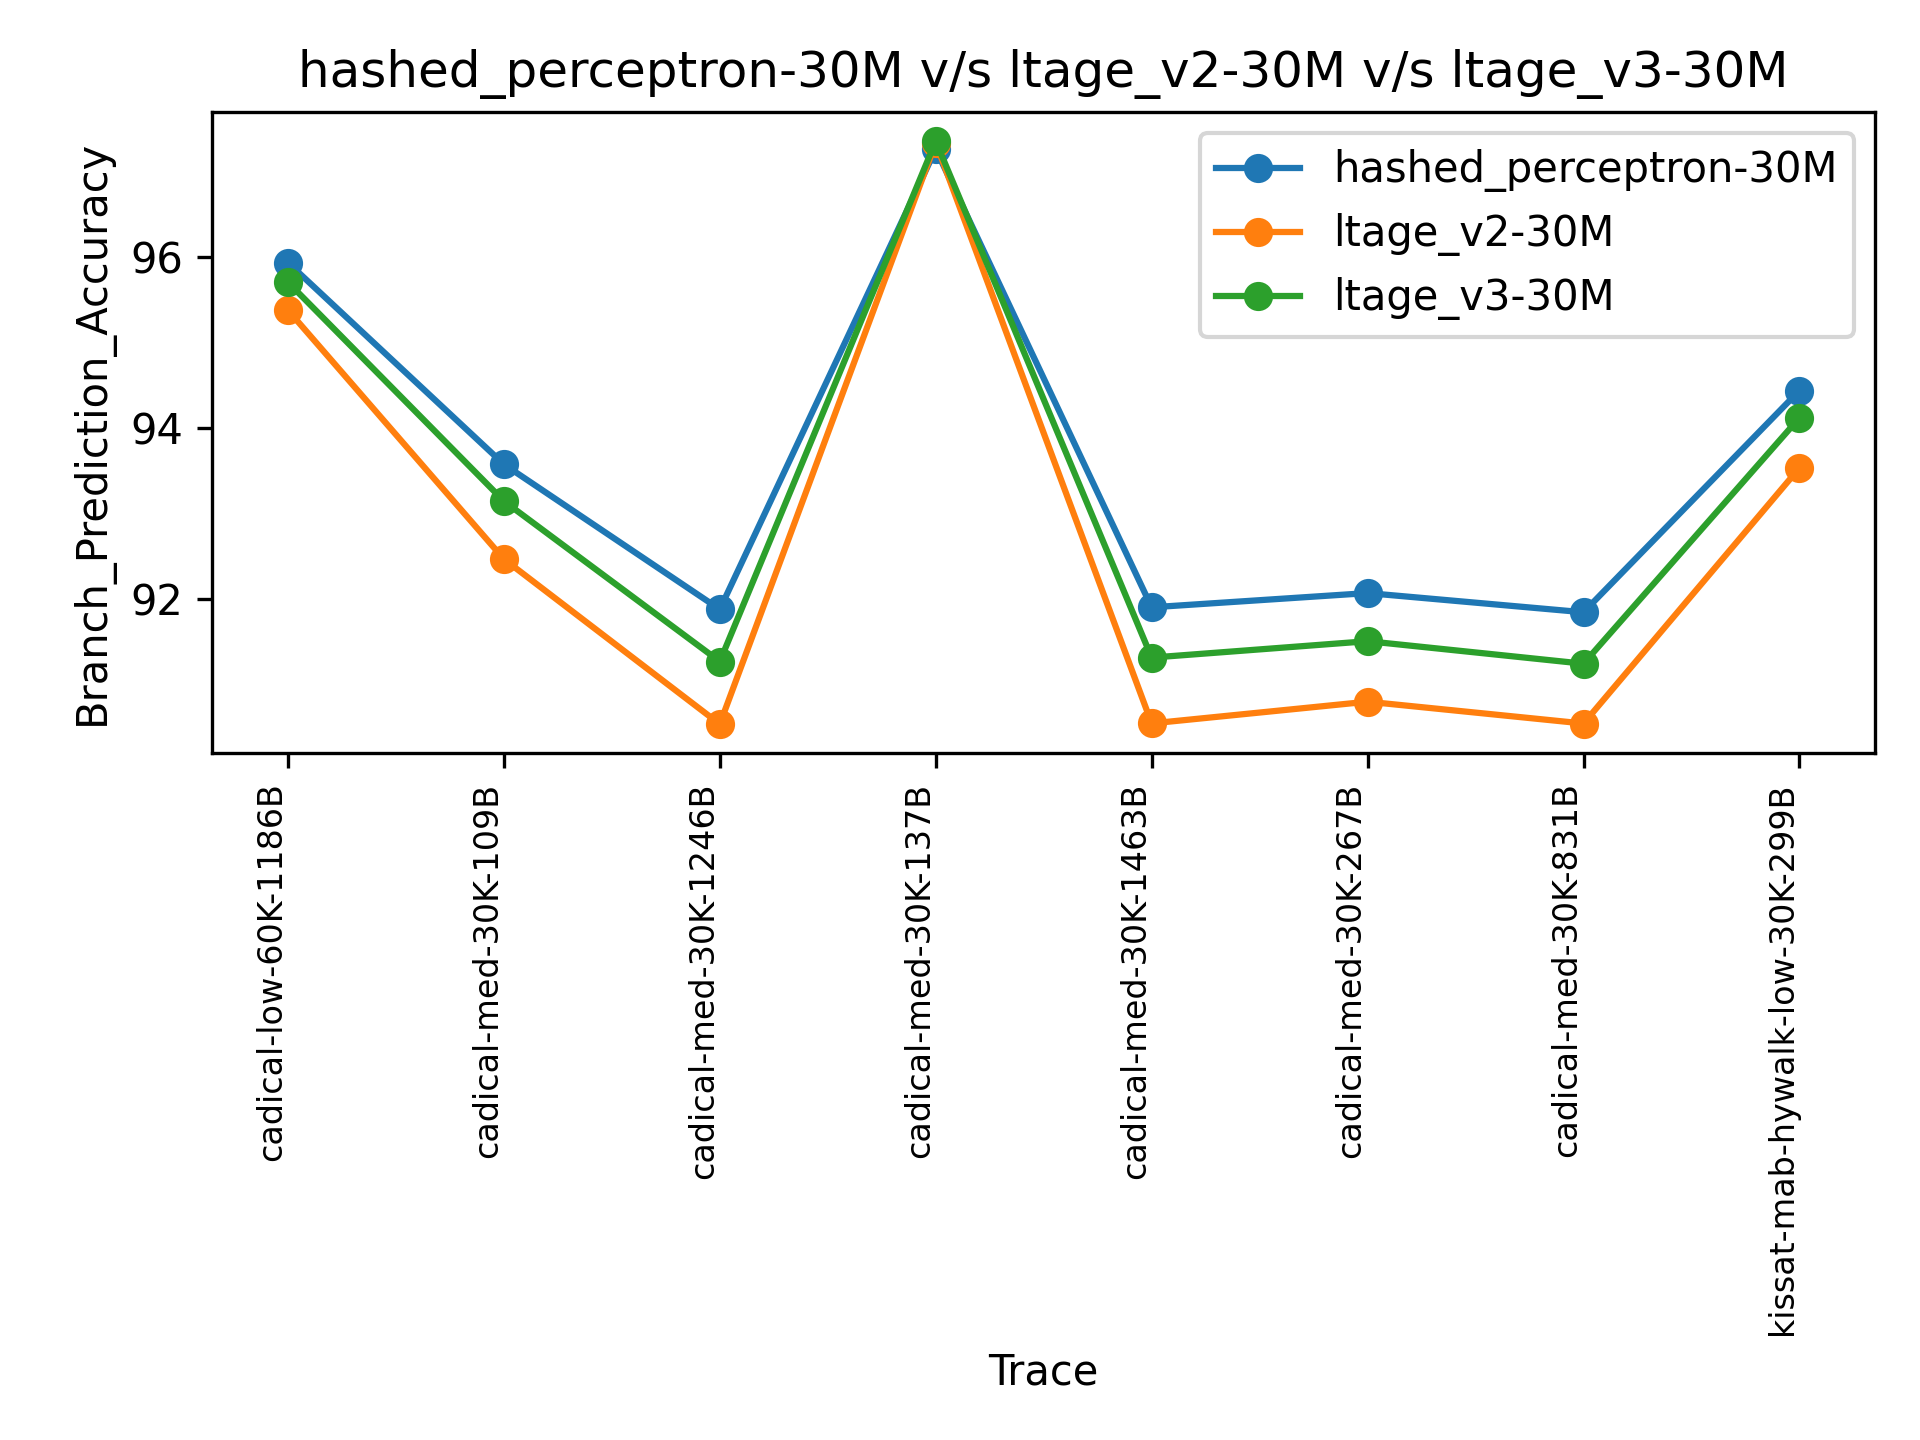 hashed_perceptron-30M v/s ltage_v2-30M v/s ltage_v3-30M
Branch_Prediction_Accuracy
96
94
92
hashed_perceptron-30M
ltage_v2-30M
ltage_v3-30M
cadical-low-60K-1186B
cadical-med-30K-109B
cadical-med-30K-1246B
cadical-med-30K-137B
cadical-med-30K-1463B
cadical-med-30K-267B
cadical-med-30K-831B
kissat-mab-hywalk-low-30K-299B
Trace